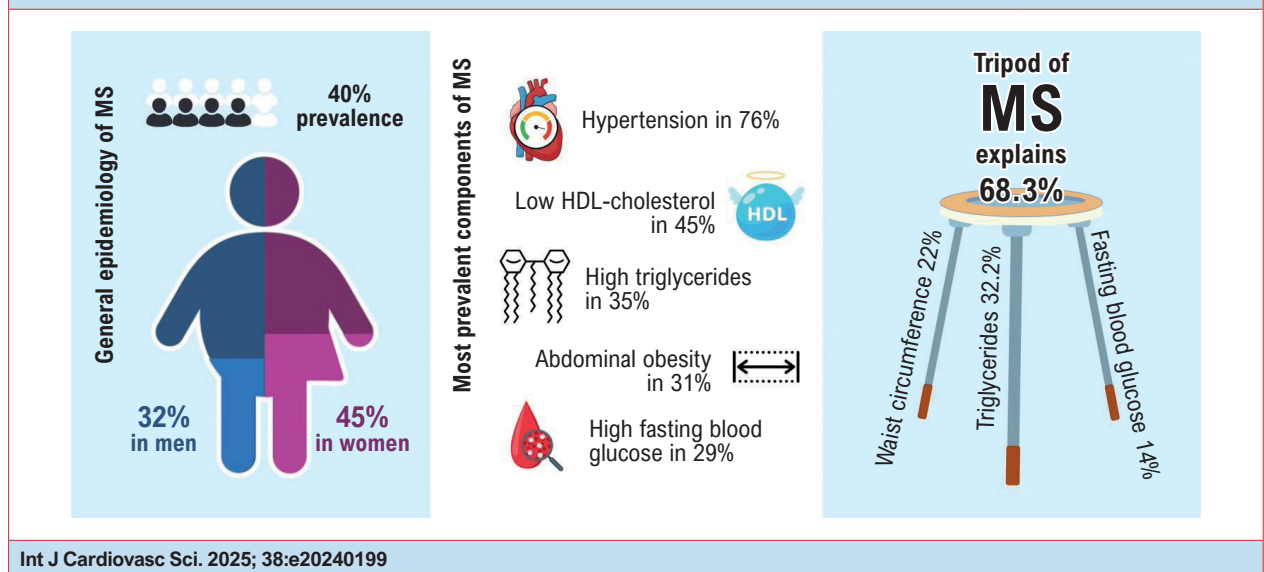 General epidemiology of MS
40%
prevalence
32%
in men
45%
in women
Most prevalent components of MS
Hypertension in 76%
Low HDL-cholesterol
in 45%
HDL
High triglycerides
in 35%
Abdominal obesity
in 31%
High fasting blood
glucose in 29%
Tripod of
MS
explains
68.3%
Waist circumference 22%
Triglycerides 32.2%
Fasting blood glucose 14%
Int J Cardiovasc Sci. 2025; 38:e20240199